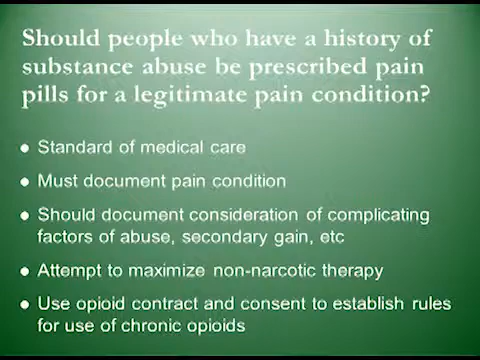 Should people who have a history of
substance abuse be prescribed pain
pills for a legitimate pain condition?
● Standard of medical care
● Must document pain condition
● Should document consideration of complicating
factors of abuse, secondary gain, etc
● Attempt to maximize non-narcotic therapy
● Use opioid contract and consent to establish rules
for use of chronic opioids